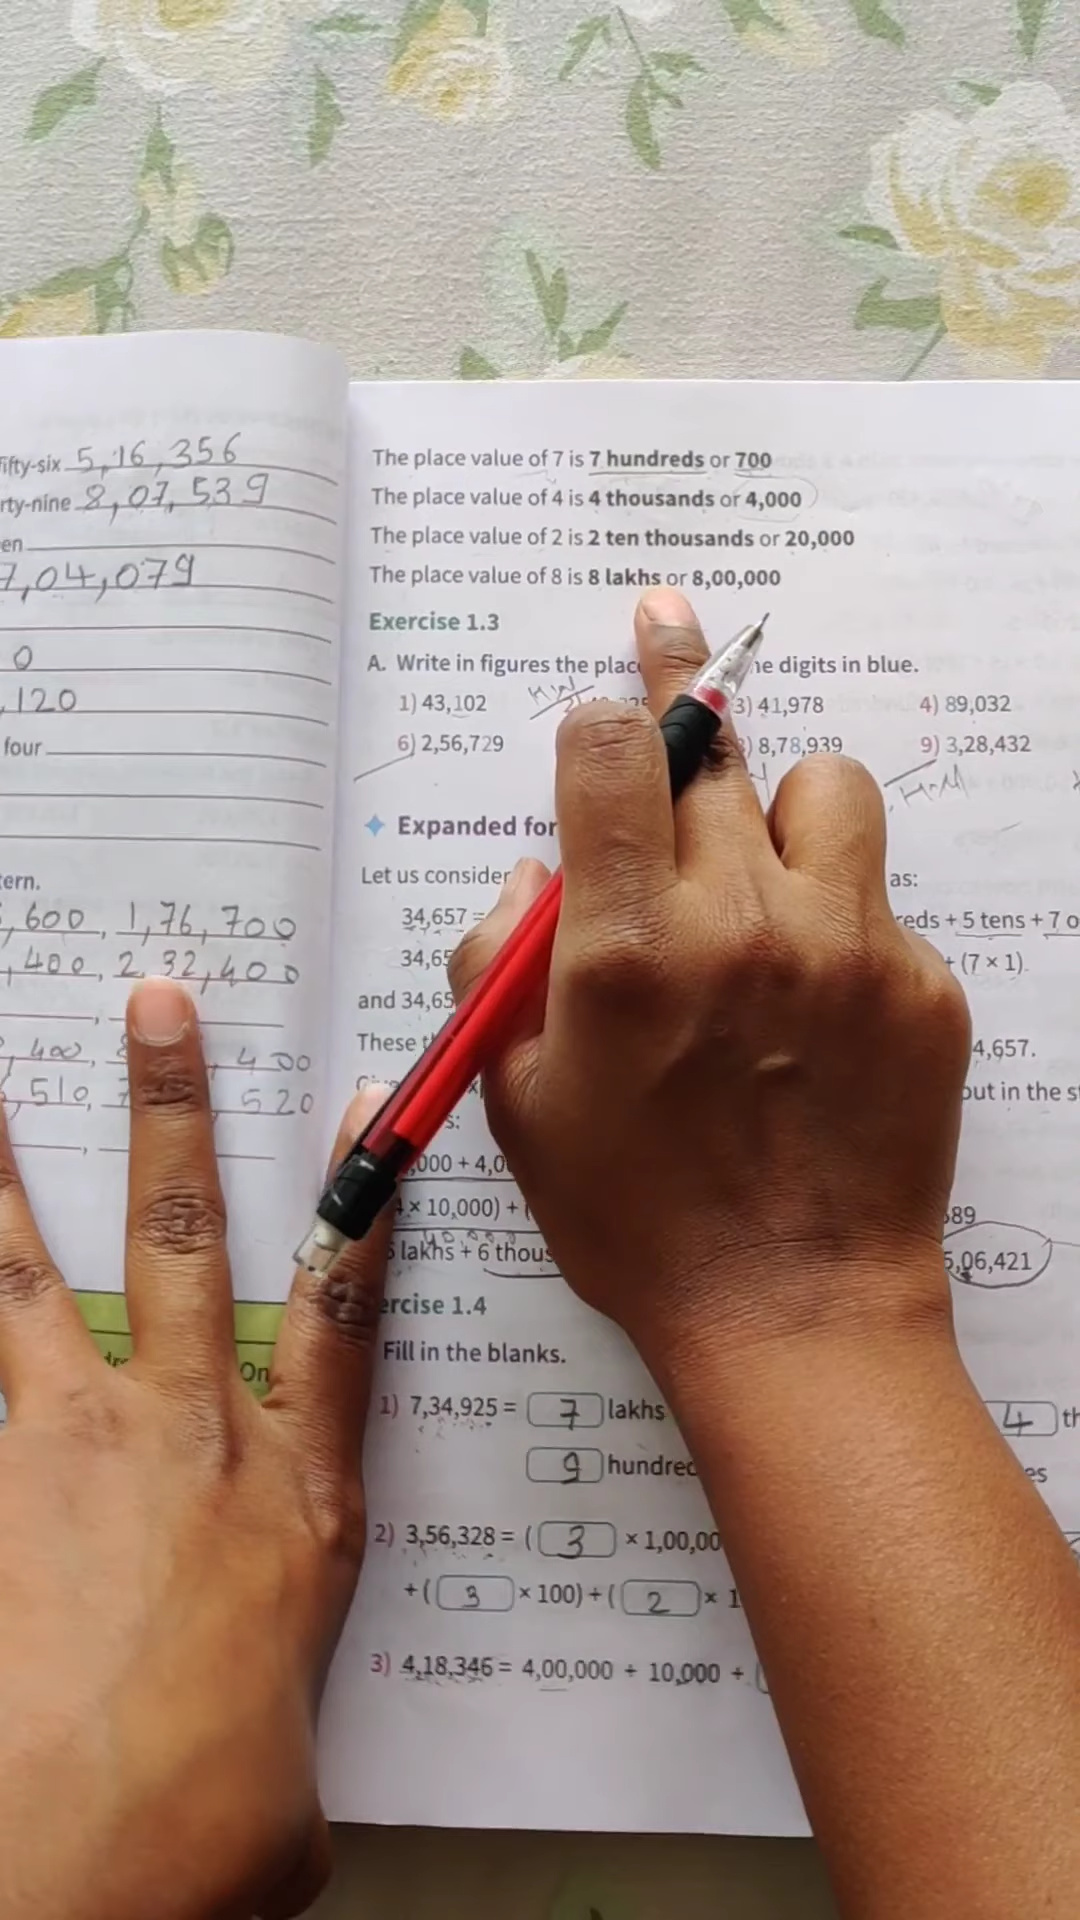 fifty-six 5,16,356
rty-nine 8,07,539
en
7,04,079
0
,120
four
tern.
,600, 1,76,700
,400, 2,32,400
,400, 400
510, 7 520
On
The place value of 7 is 7 hundreds or 700
The place value of 4 is 4 thousands or 4,000
The place value of 2 is 2 ten thousands or 20,000
The place value of 8 is 8 lakhs or 8,00,000
Exercise 1.3
A. Write in figures the plac he digits in blue.
1) 43,102 H.W 3) 41,978 4) 89,032
6) 2,56,729 8,78,939 9) 3,28,432
H.W
Expanded for
Let us consider as:
34,657 = reds + 5 tens + 7 o
34,65 + (7 × 1).
and 34,65
These t 4,657.
out in the s
s:
,000 + 4,0
× 10,000) + ( 689
lakhs + 6 thous 5,06,421
ercise 1.4
Fill in the blanks.
1) 7,34,925 = 7 lakhs 4 th
9 hundred es
2) 3,56,328 = ( 3 × 1,00,00
+ ( 3 × 100) + ( 2 × 1
3) 4,18,346 = 4,00,000 + 10,000 +